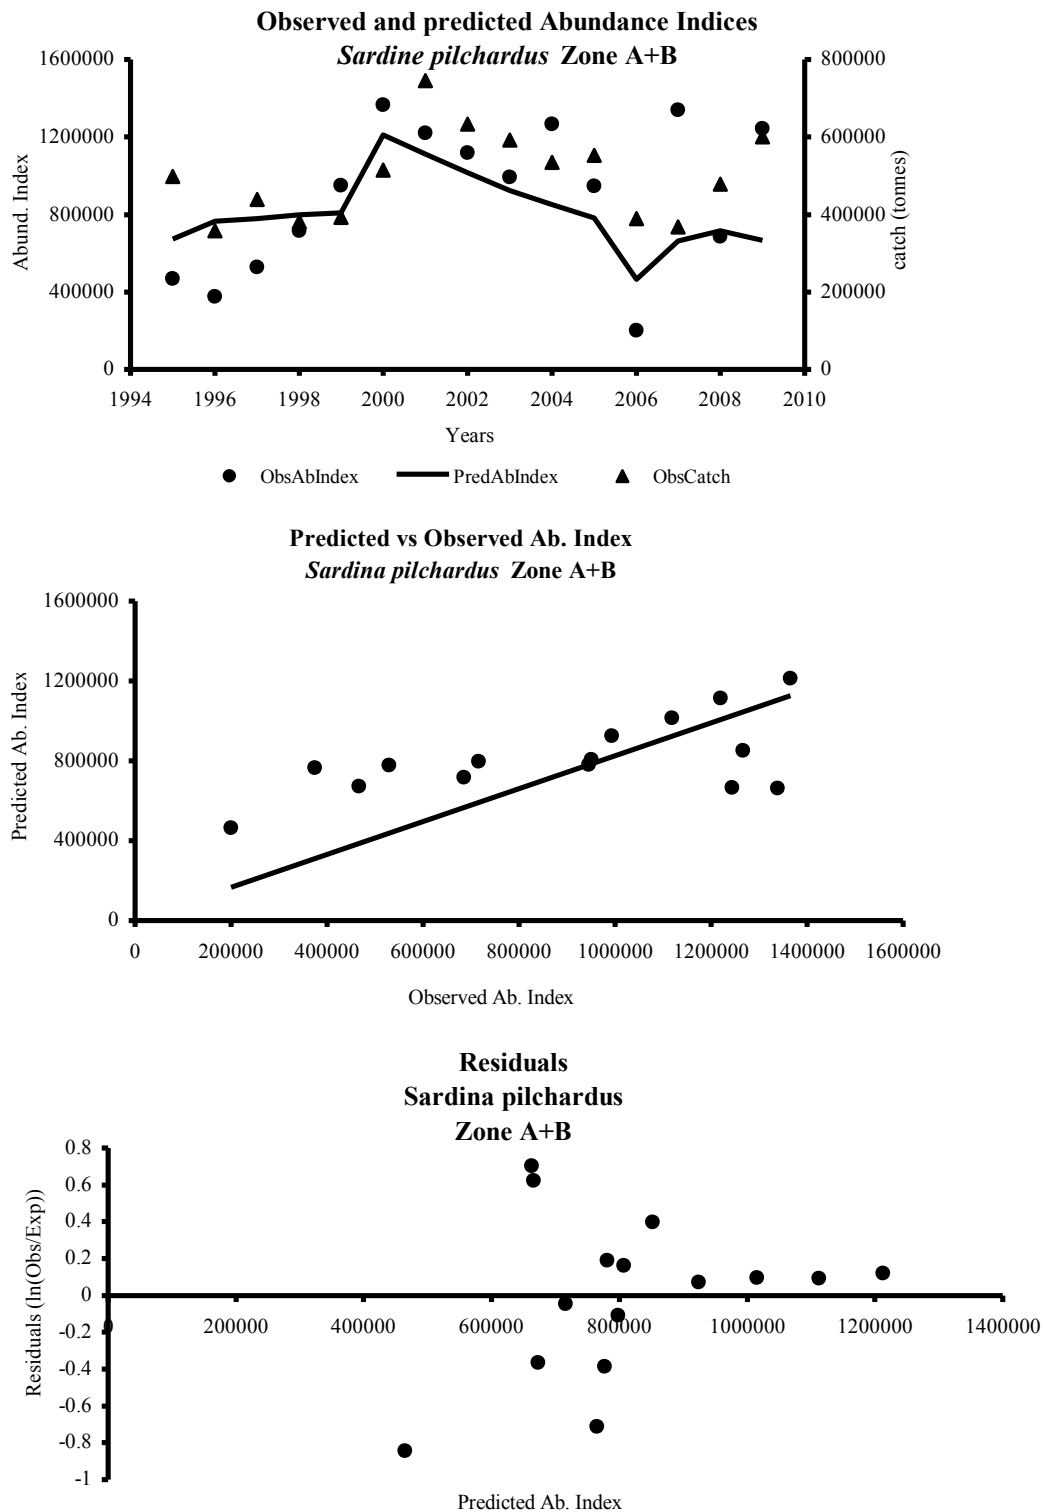 Observed and predicted Abundance Indices
Sardine pilchardus Zone A+B
1600000
1200000
800000
400000
0
Abund. Index
800000
600000
400000
200000
0
catch (tonnes)
1994 1996 1998 2000 2002 2004 2006 2008 2010
Years
ObsAbIndex PredAbIndex ObsCatch
Predicted vs Observed Ab. Index
Sardina pilchardus Zone A+B
1600000
1200000
800000
400000
0
Predicted Ab. Index
0 200000 400000 600000 800000 1000000 1200000 1400000 1600000
Observed Ab. Index
Residuals
Sardina pilchardus
Zone A+B
0.8
0.6
0.4
0.2
0
-0.2
-0.4
-0.6
-0.8
-1
Residuals (ln(Obs/Exp))
0 200000 400000 600000 800000 1000000 1200000 1400000
Predicted Ab. Index